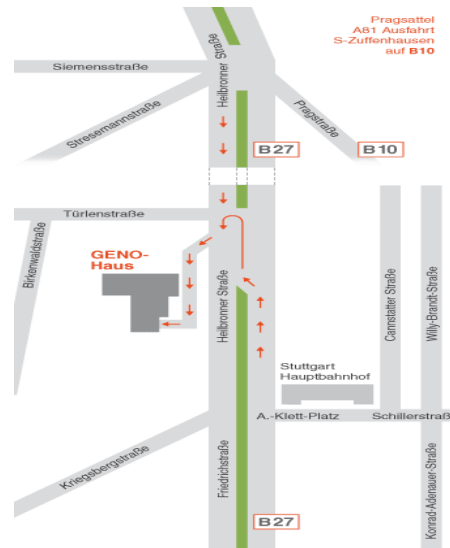 Pragsattel
A81 Ausfahrt
S-Zuffenhausen
auf B10
Siemensstraße
Heilbronner Straße
Stresemannstraße
Pragstraße
B27
B10
Türlenstraße
Birkenwaldstraße
GENO-
Haus
Heilbronner Straße
Cannstatter Straße
Willy-Brandt-Straße
Stuttgart
Hauptbahnhof
A.-Klett-Platz
Schillerstraß
Kriegsbergstraße
Friedrichstraße
Konrad-Adenauer-Straße
B27